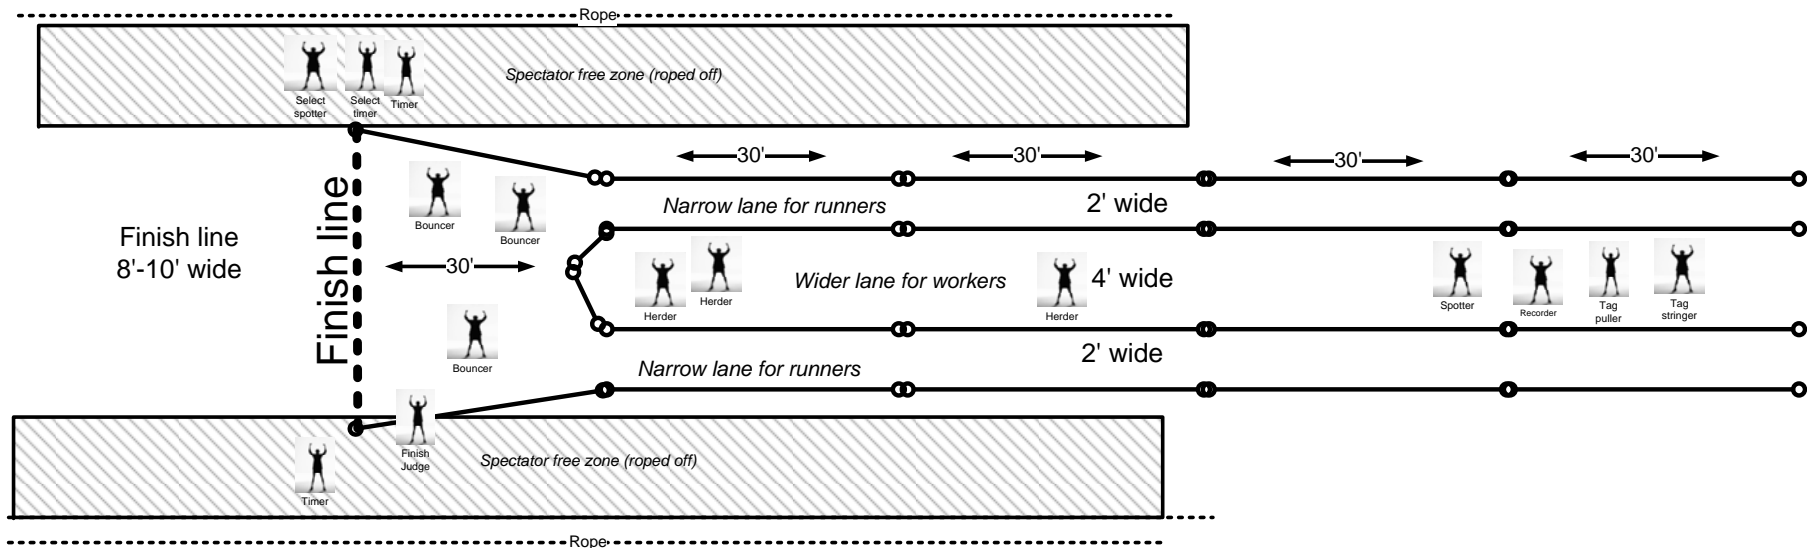 Rope
Spectator free zone (roped off)
Select
spotter
Select
timer
Timer
30'
30'
30'
30'
Bouncer
Bouncer
Narrow lane for runners
2' wide
Finish line
8'-10' wide
Finish line
30'
Herder
Herder
Wider lane for workers
Herder
4' wide
Spotter
Recorder
Tag
puller
Tag
stringer
Bouncer
Narrow lane for runners
2' wide
Finish
Judge
Timer
Spectator free zone (roped off)
Rope